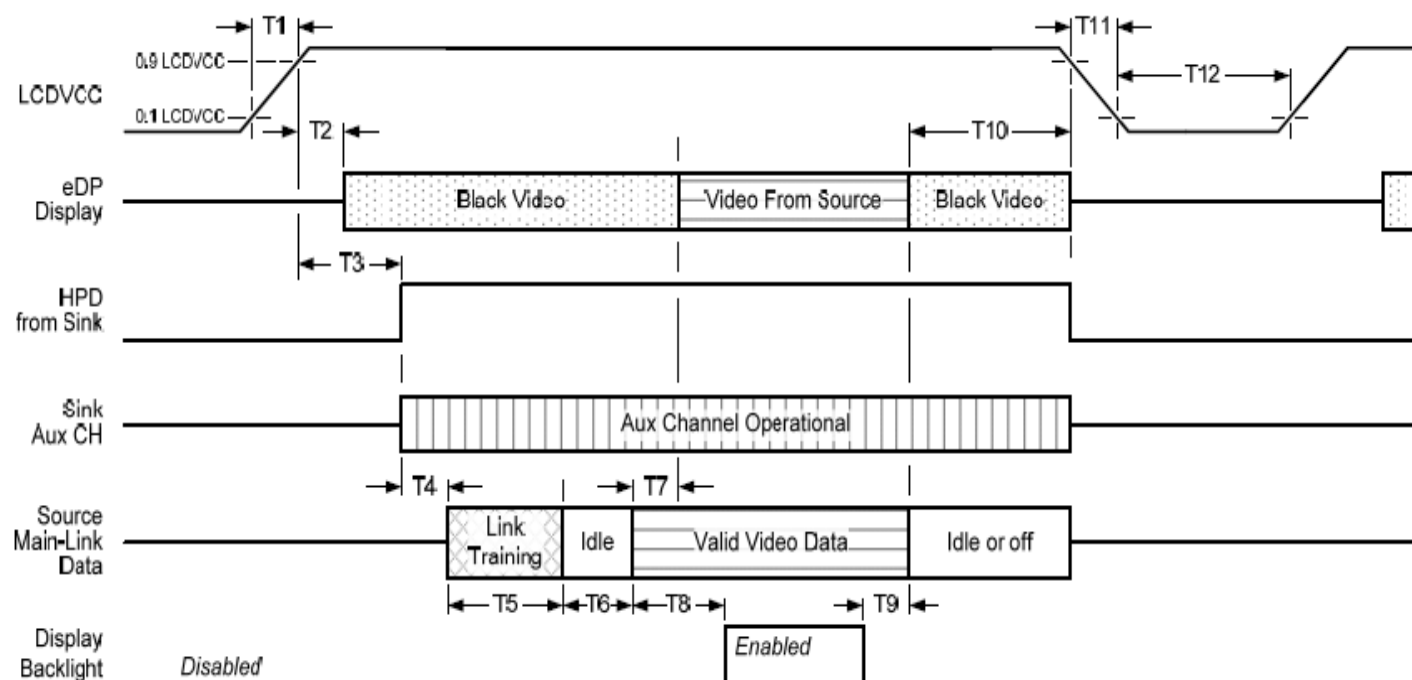 T1
T11
0.9 LCDVCC
T12
LCDVCC
0.1 LCDVCC
T2
T10
eDP
Display
Black Video
Video From Source
Black Video
T3
HPD
from Sink
Sink
Aux CH
Aux Channel Operational
T4
T7
Source
Main-Link
Data
Link
Training
Idle
Valid Video Data
Idle or off
T5
T6
T8
T9
Display
Backlight
Disabled
Enabled